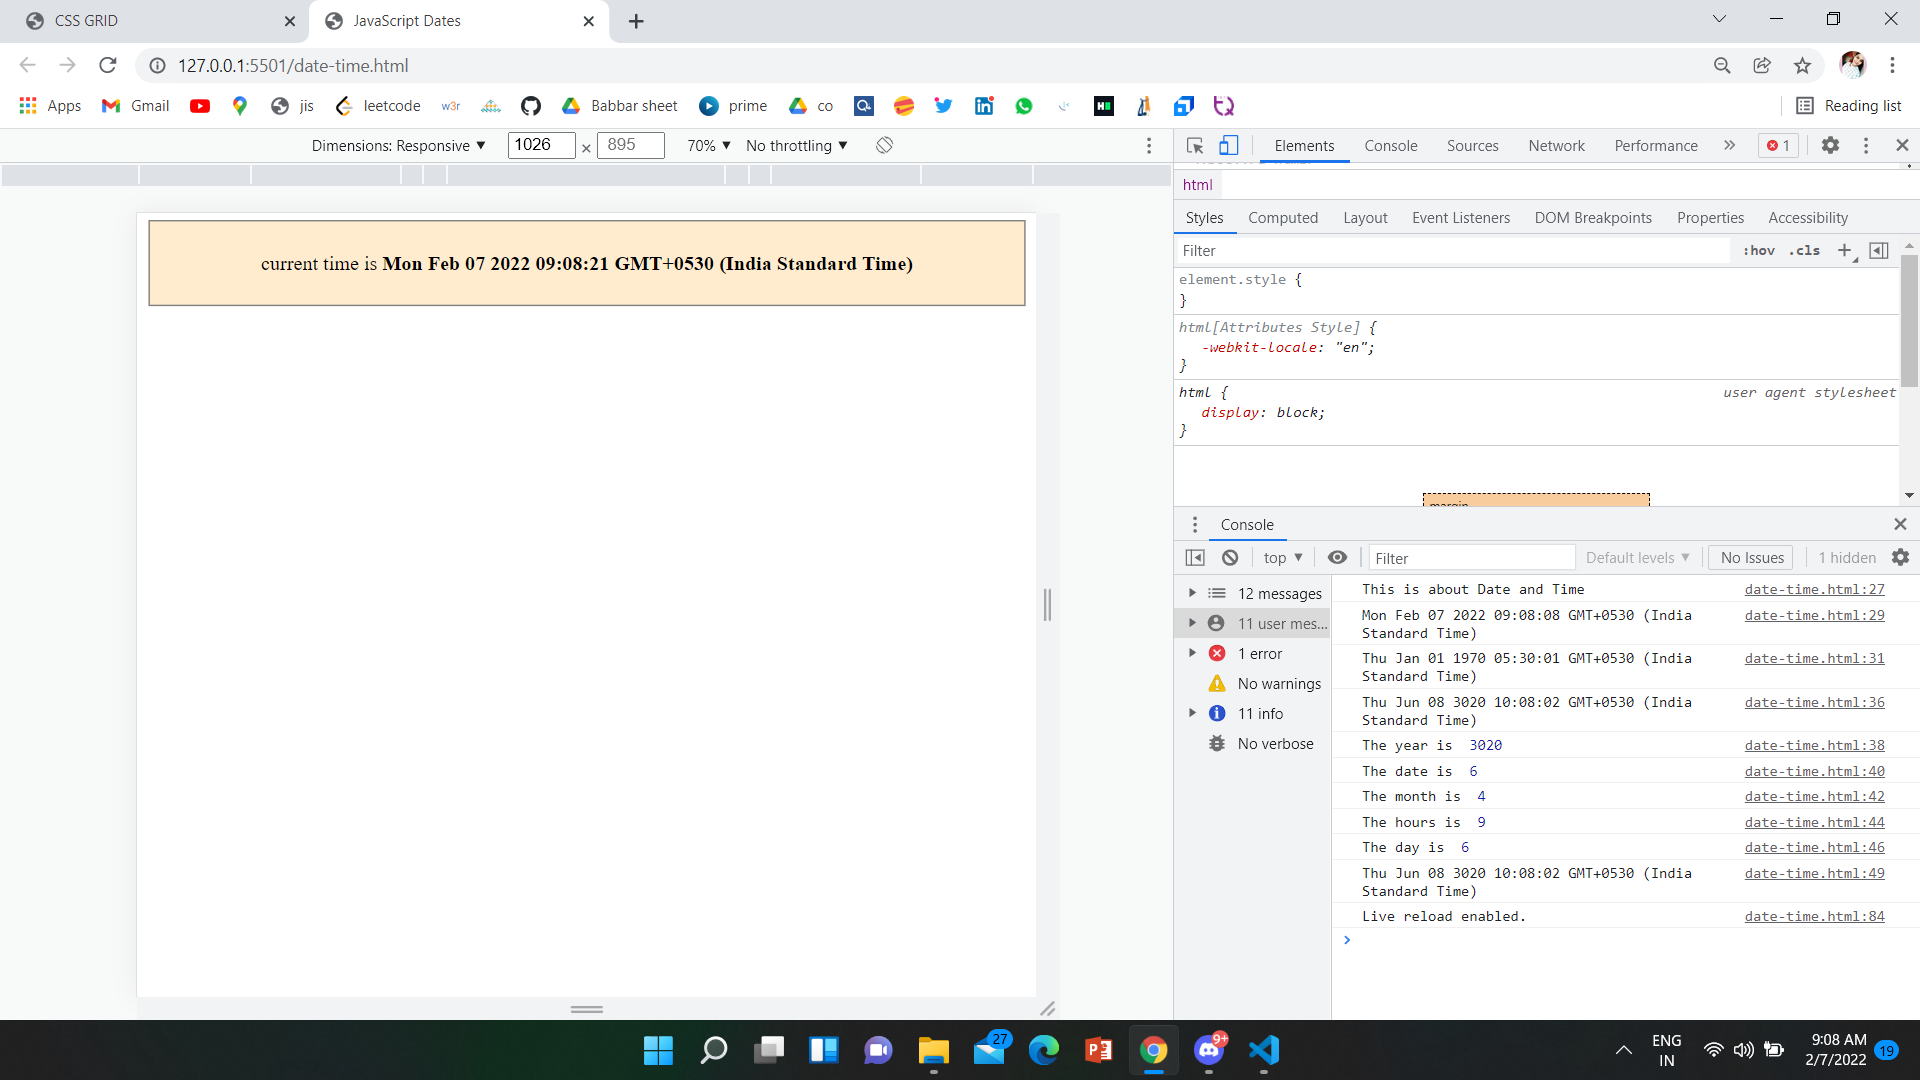 CSS GRID
JavaScript Dates
127.0.0.1:5501/date-time.html
Apps
Gmail
jis
leetcode
w3r
Babbar sheet
prime
co
Reading list
Dimensions: Responsive
1026 × 895
70%
No throttling
Elements
Console
Sources
Network
Performance
1
html
Styles
Computed
Layout
Event Listeners
DOM Breakpoints
Properties
Accessibility
Filter
:hov
.cls
element.style {
}
html[Attributes Style] {
-webkit-locale: "en";
}
html {
user agent stylesheet
display: block;
}
current time is Mon Feb 07 2022 09:08:21 GMT+0530 (India Standard Time)
Console
top
Filter
Default levels
No Issues
1 hidden
12 messages
11 user mes...
1 error
No warnings
11 info
No verbose
This is about Date and Time date-time.html:27
Mon Feb 07 2022 09:08:08 GMT+0530 (India date-time.html:29
Standard Time)
Thu Jan 01 1970 05:30:01 GMT+0530 (India date-time.html:31
Standard Time)
Thu Jun 08 3020 10:08:02 GMT+0530 (India date-time.html:36
Standard Time)
The year is 3020 date-time.html:38
The date is 6 date-time.html:40
The month is 4 date-time.html:42
The hours is 9 date-time.html:44
The day is 6 date-time.html:46
Thu Jun 08 3020 10:08:02 GMT+0530 (India date-time.html:49
Standard Time)
Live reload enabled. date-time.html:84
27
9+
ENG
IN
9:08 AM
2/7/2022
19